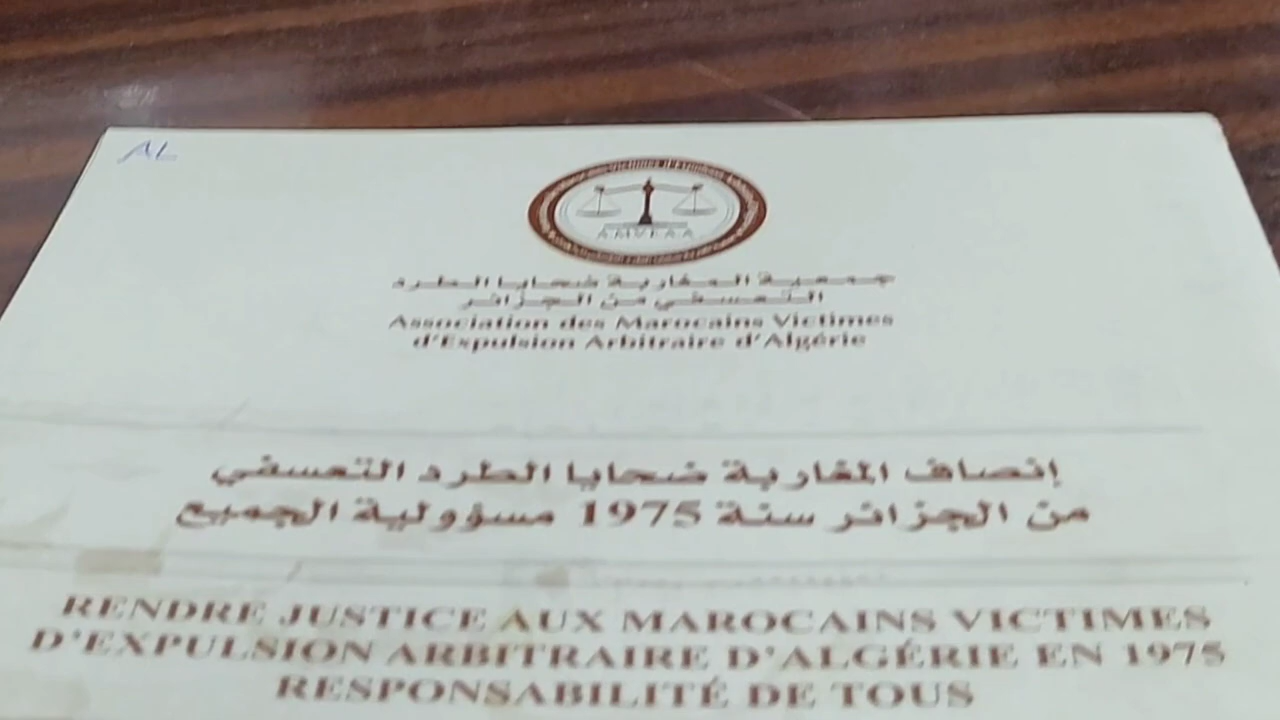 AL
AMVEAA
جمعية المغاربة ضحايا الطرد
التعسفي من الجزائر
Association des Marocains Victimes
d'Expulsion Arbitraire d'Algérie
إنصاف المغاربة ضحايا الطرد التعسفي
من الجزائر سنة 1975 مسؤولية الجميع
RENDRE JUSTICE AUX MAROCAINS VICTIMES
D'EXPULSION ARBITRAIRE D'ALGÉRIE EN 1975
RESPONSABILITÉ DE TOUS